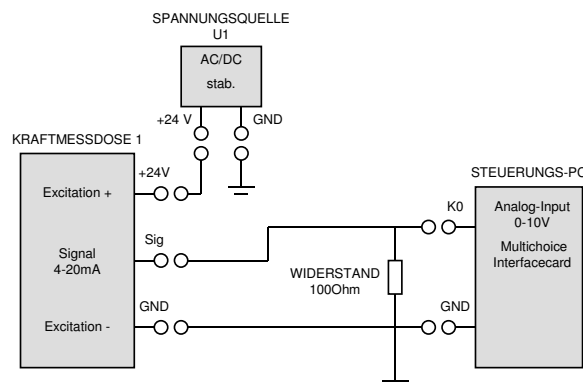 SPANNUNGSQUELLE
U1
AC/DC
stab.
+24 V
GND
KRAFTMESSDOSE 1
+24V
Excitation +
Sig
Signal
4-20mA
GND
Excitation -
WIDERSTAND
100Ohm
STEUERUNGS-PC
K0
Analog-Input
0-10V
Multichoice
Interfacecard
GND